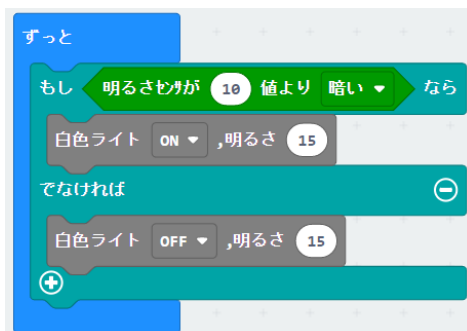 ずっと
もし 明るさセンサが 10 値より 暗い なら
白色ライト ON ,明るさ 15
でなければ
白色ライト OFF ,明るさ 15